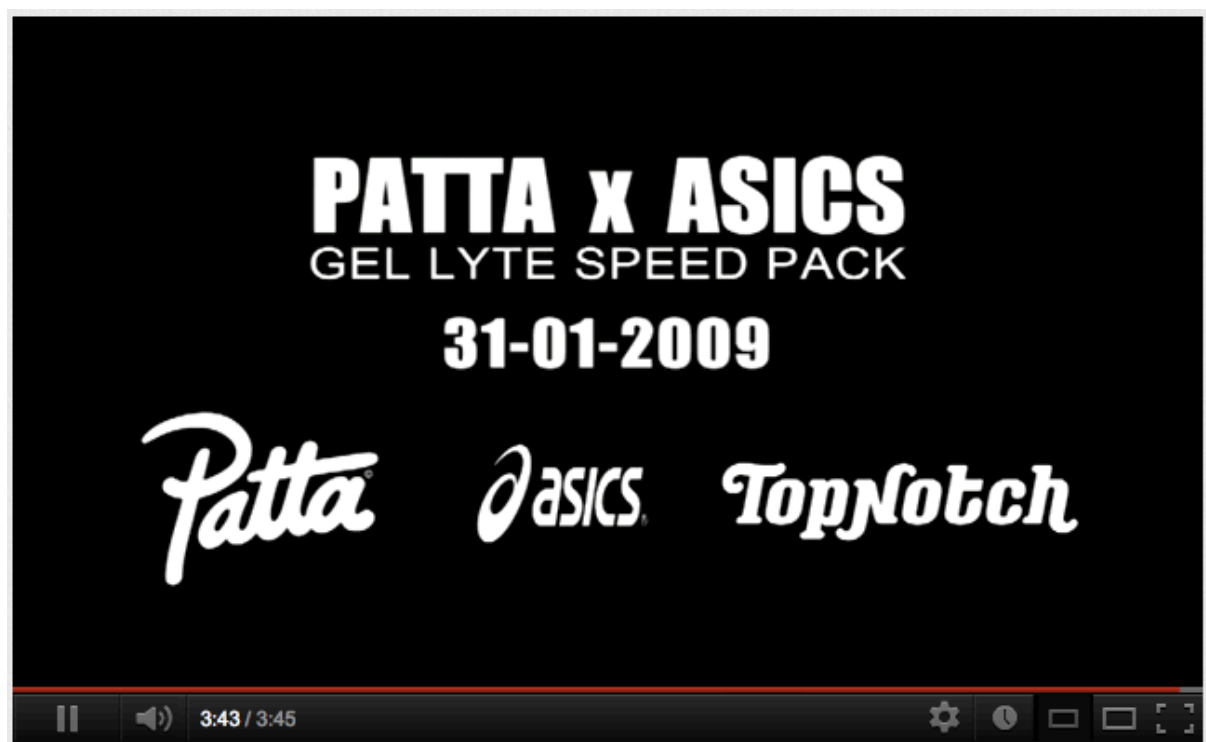 PATTA x ASICS
GEL LYTE SPEED PACK
31-01-2009
Patta© asics® TopNotch
3:43 / 3:45